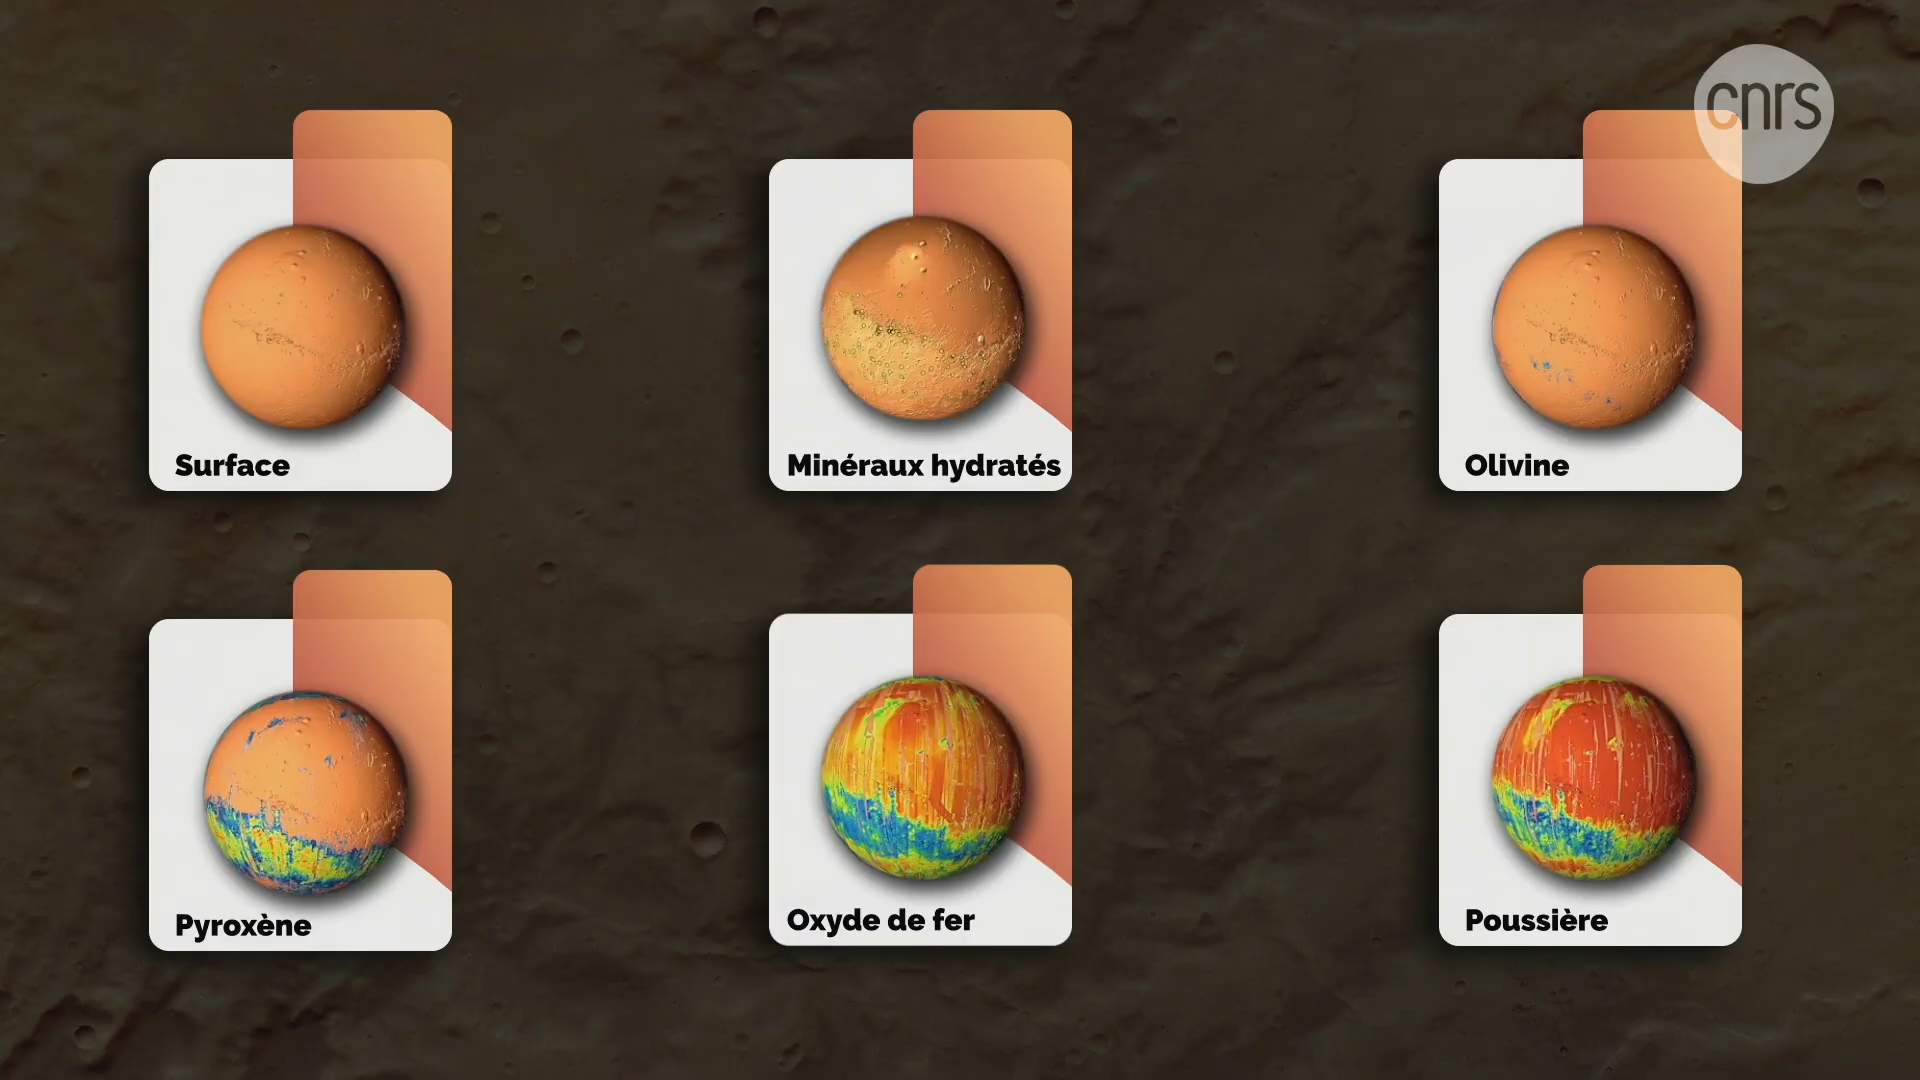 cnrs
Surface
Minéraux hydratés
Olivine
Pyroxène
Oxyde de fer
Poussière